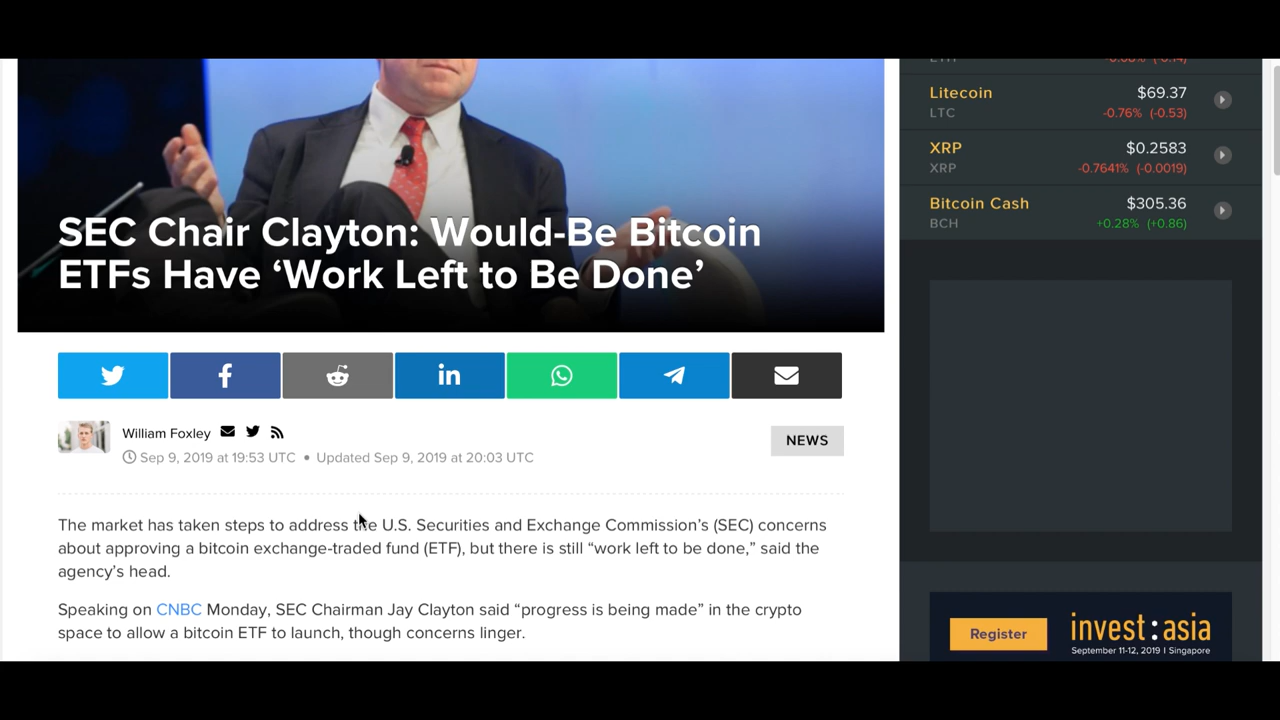 SEC Chair Clayton: Would-Be Bitcoin
ETFs Have ‘Work Left to Be Done’
William Foxley
Sep 9, 2019 at 19:53 UTC • Updated Sep 9, 2019 at 20:03 UTC
NEWS
The market has taken steps to address the U.S. Securities and Exchange Commission’s (SEC) concerns
about approving a bitcoin exchange-traded fund (ETF), but there is still “work left to be done,” said the
agency’s head.
Speaking on CNBC Monday, SEC Chairman Jay Clayton said “progress is being made” in the crypto
space to allow a bitcoin ETF to launch, though concerns linger.
ETH
Litecoin $69.37
LTC -0.76% (-0.53)
XRP $0.2583
XRP -0.7641% (-0.0019)
Bitcoin Cash $305.36
BCH +0.28% (+0.86)
Register
invest:asia
September 11-12, 2019 | Singapore